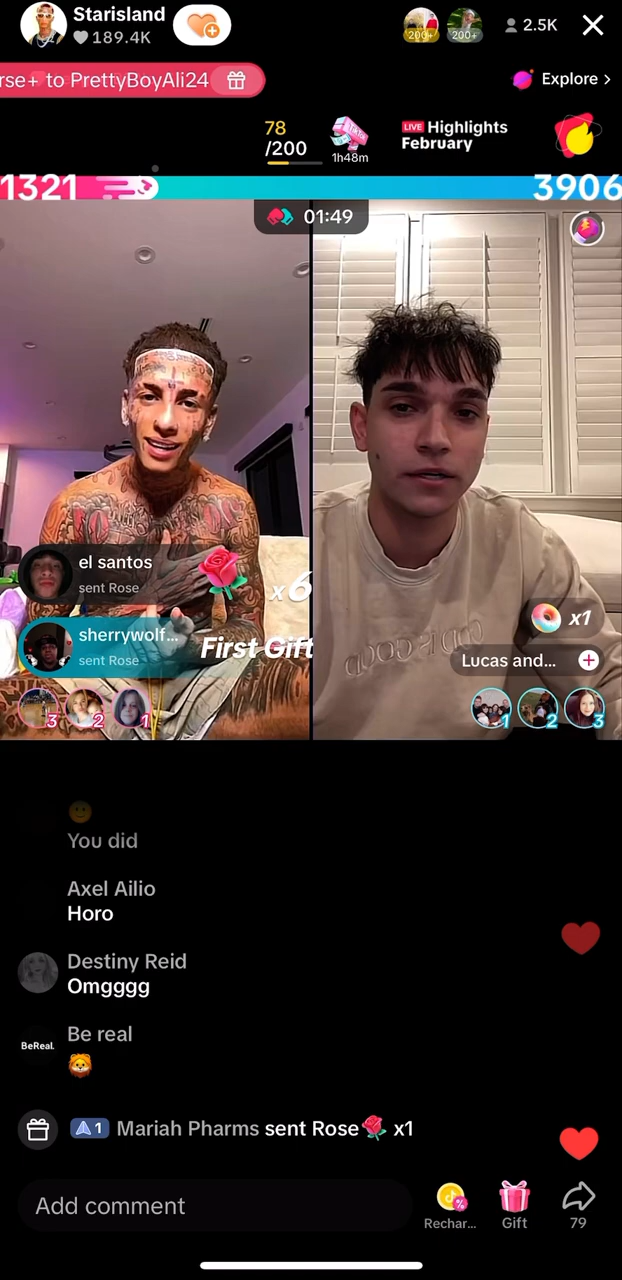 Starisland
189.4K
200+
200+
2.5K
rse+ to PrettyBoyAli24
Explore >
78
/200
1h48m
LIVE Highlights
February
1321
3906
01:49
el santos
sent Rose
x6
sherrywolf...
sent Rose
First Gift
x1
Lucas and...
3
2
1
1
2
3
You did
Axel Ailio
Horo
Destiny Reid
Omgggg
BeReal.
Be real
1 Mariah Pharms sent Rose x1
Add comment
Rechar...
Gift
79